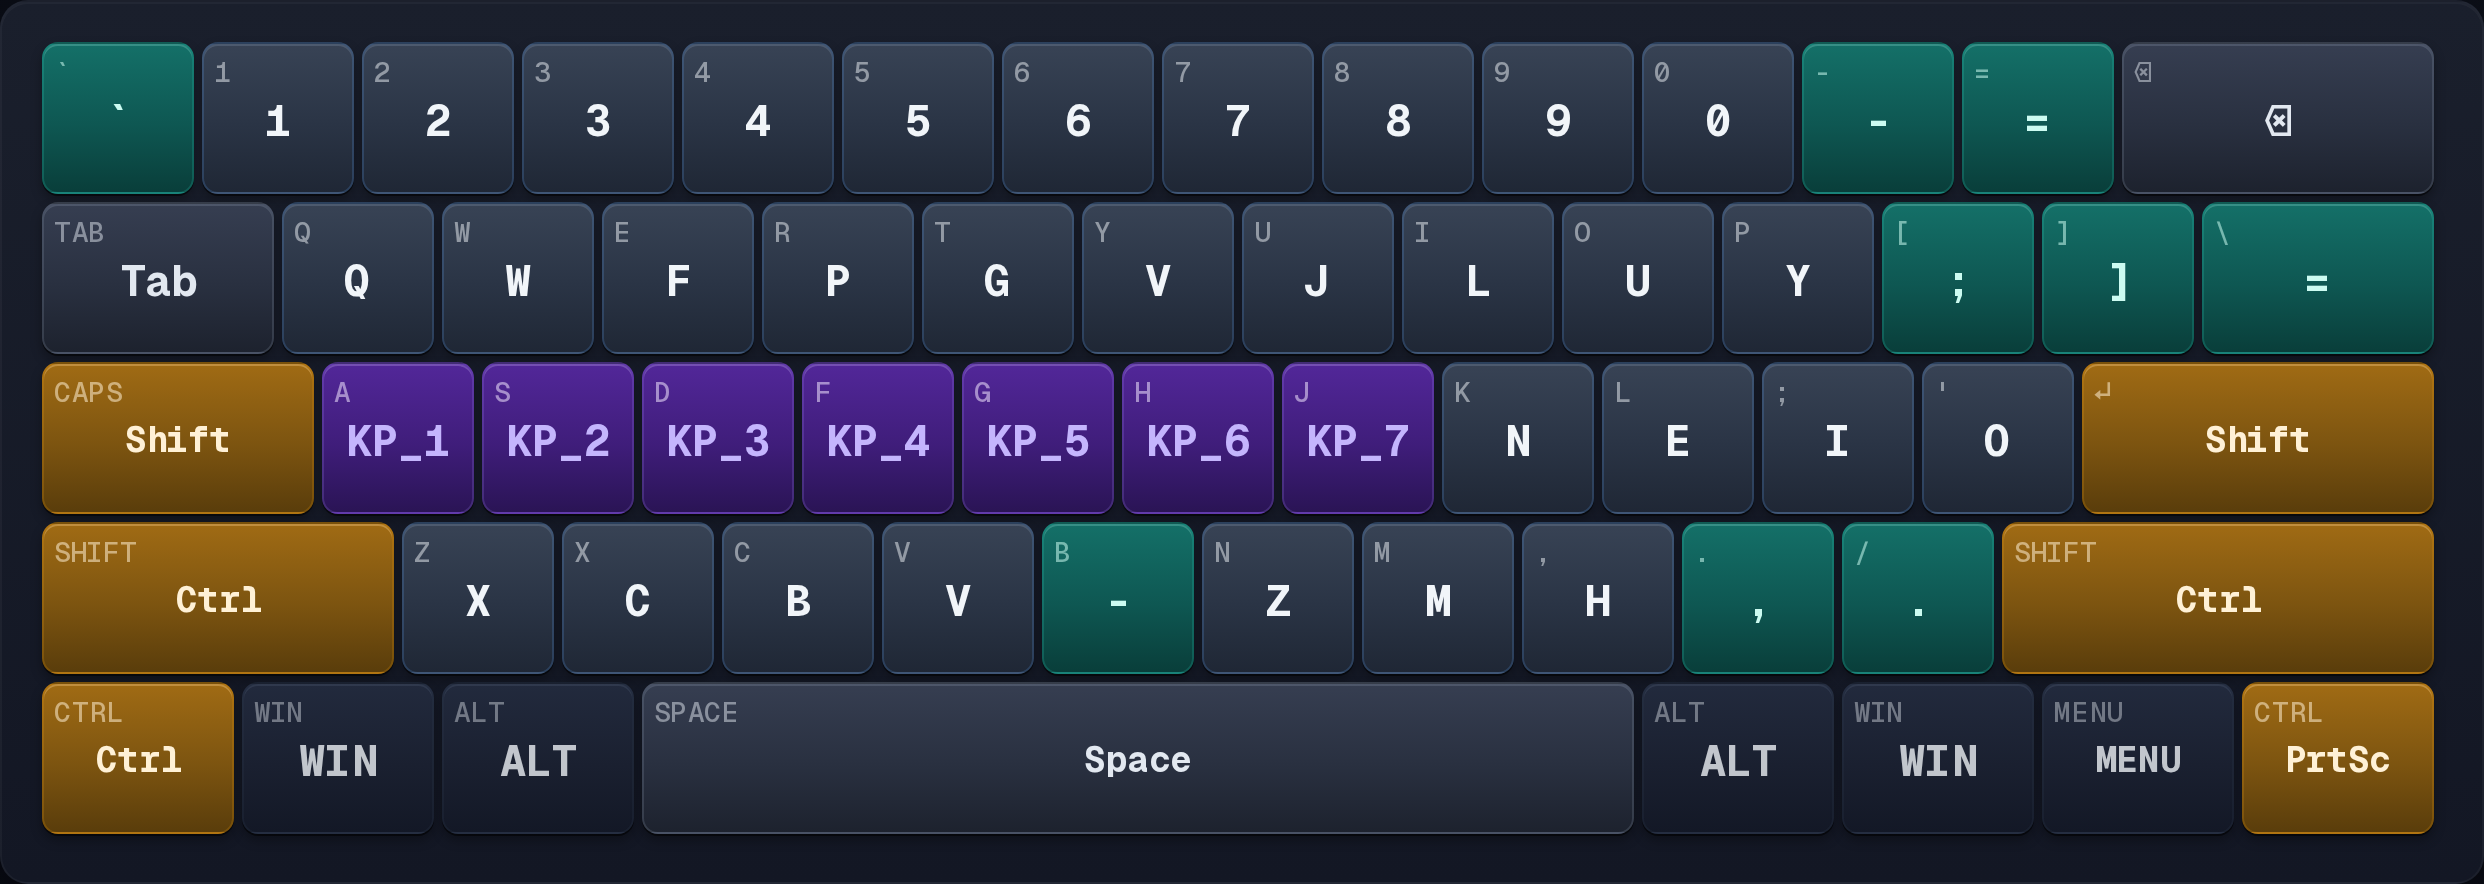 ` 1 2 3 4 5 6 7 8 9 0 - = ⌫
` 1 2 3 4 5 6 7 8 9 0 - = ⌫
TAB Q W E R T Y U I O P [ ] \
Tab Q W F P G V J L U Y ; ] =
CAPS A S D F G H J K L ; ' ↵
Shift KP_1 KP_2 KP_3 KP_4 KP_5 KP_6 KP_7 N E I O Shift
SHIFT Z X C V B N M , . / SHIFT
Ctrl X C B V - Z M H , . Ctrl
CTRL WIN ALT SPACE ALT WIN MENU CTRL
Ctrl WIN ALT Space ALT WIN MENU PrtSc